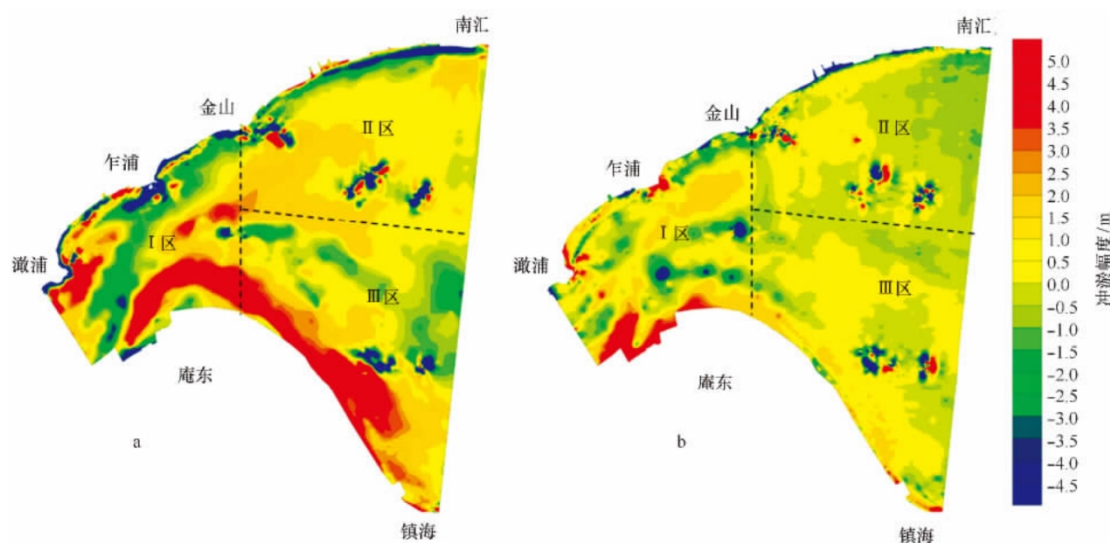 南汇
金山
Ⅱ区
乍浦
Ⅰ区
澉浦
Ⅲ区
庵东
a
镇海
南汇
金山
Ⅱ区
乍浦
Ⅰ区
澉浦
Ⅲ区
庵东
b
镇海
5.0
4.5
4.0
3.5
3.0
2.5
2.0
1.5
1.0
0.5
0.0
-0.5
-1.0
-1.5
-2.0
-2.5
-3.0
-3.5
-4.0
-4.5
冲淤幅度/m